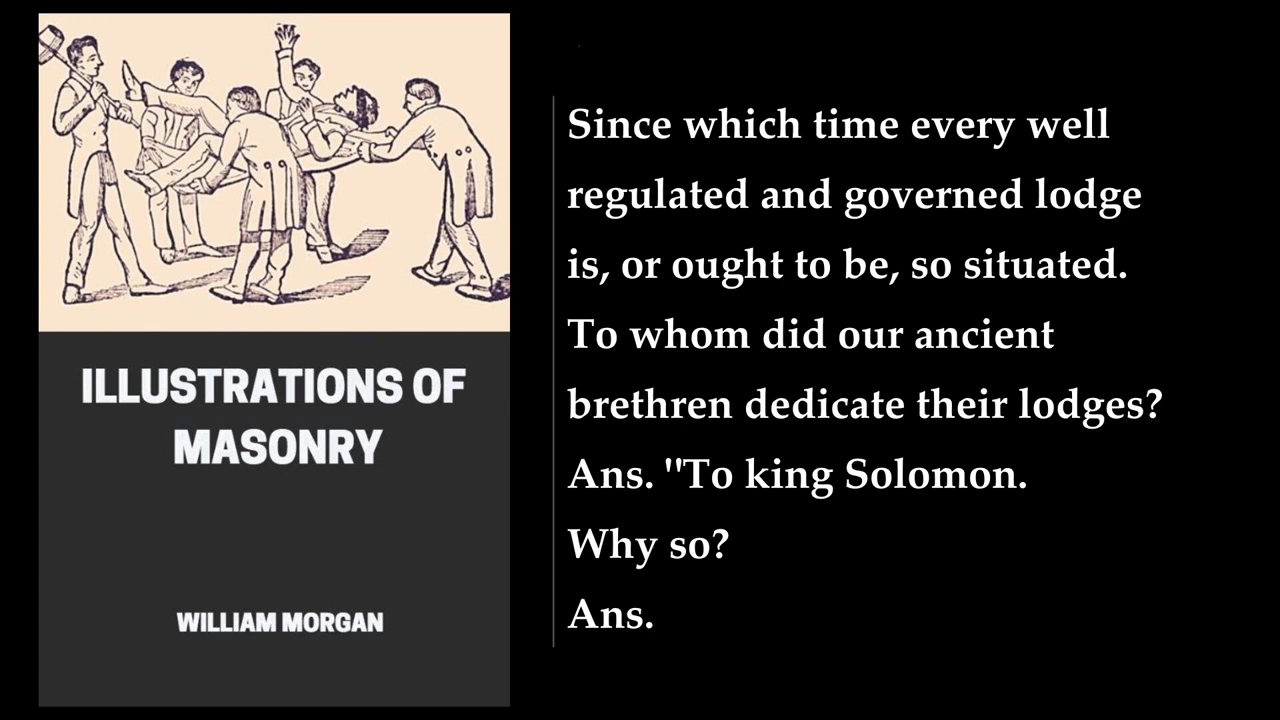 ILLUSTRATIONS OF
MASONRY
WILLIAM MORGAN
Since which time every well
regulated and governed lodge
is, or ought to be, so situated.
To whom did our ancient
brethren dedicate their lodges?
Ans. "To king Solomon.
Why so?
Ans.